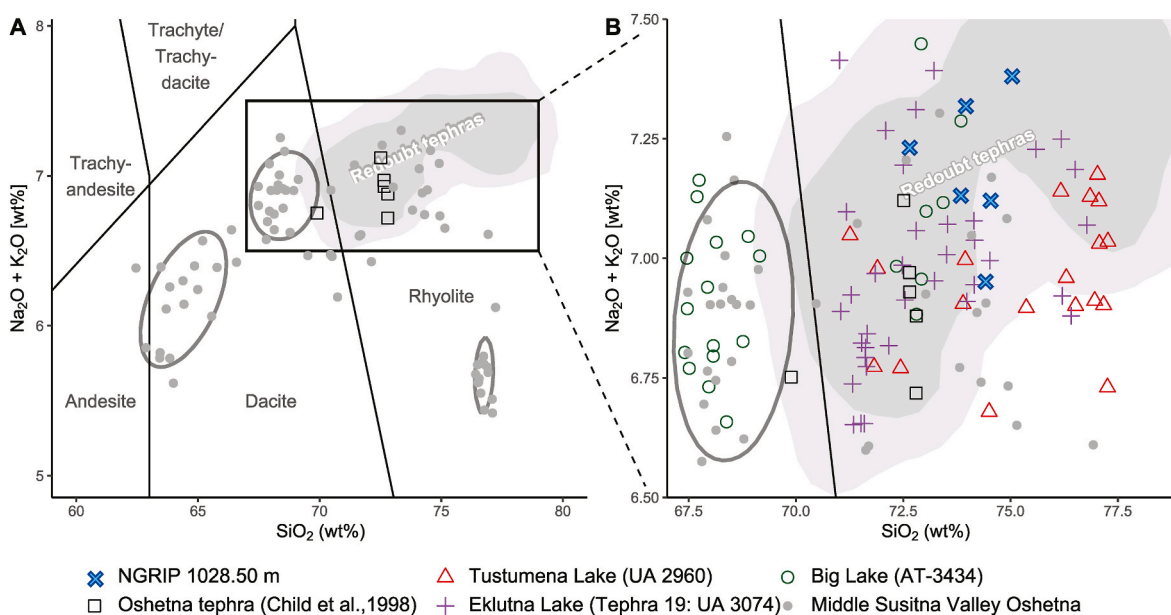 A
Na₂O + K₂O [wt%]
8
7
6
5
Trachyte/
Trachy-
dacite
Trachy-
andesite
Redoubt tephras
Rhyolite
Andesite
Dacite
60
65
70
75
80
SiO₂ (wt%)
B
Na₂O + K₂O [wt%]
7.50
7.25
7.00
6.75
6.50
Redoubt tephras
67.5
70.0
72.5
75.0
77.5
SiO₂ (wt%)
NGRIP 1028.50 m
Tustumena Lake (UA 2960)
Big Lake (AT-3434)
Oshetna tephra (Child et al.,1998)
Eklutna Lake (Tephra 19: UA 3074)
Middle Susitna Valley Oshetna